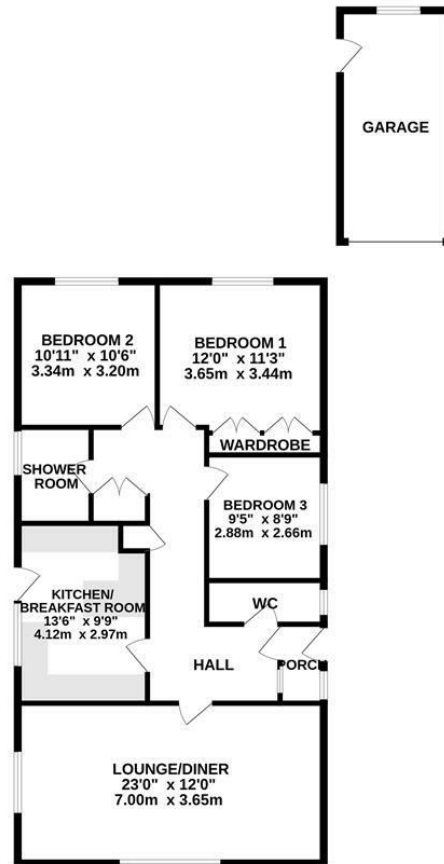 GARAGE
BEDROOM 2
10'11" x 10'6"
3.34m x 3.20m
BEDROOM 1
12'0" x 11'3"
3.65m x 3.44m
WARDROBE
SHOWER
ROOM
BEDROOM 3
9'5" x 8'9"
2.88m x 2.66m
KITCHEN/
BREAKFAST ROOM
13'6" x 9'9"
4.12m x 2.97m
WC
HALL
PORCH
LOUNGE/DINER
23'0" x 12'0"
7.00m x 3.65m